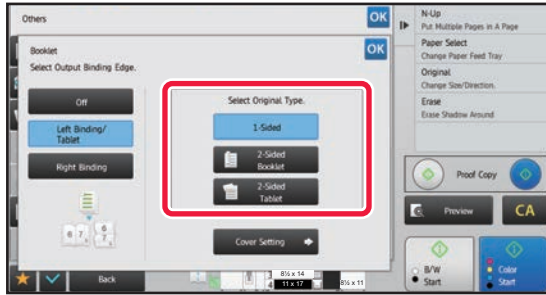 Others
OK
Booklet
OK
Select Output Binding Edge.
Off
Left Binding/
Tablet
Right Binding
Select Original Type.
1-Sided
2-Sided
Booklet
2-Sided
Tablet
Cover Setting
Back
8½ x 14
11 x 17
8½ x 11
N-Up
Put Multiple Pages in A Page
Paper Select
Change Paper Feed Tray
Original
Change Size/Direction.
Erase
Erase Shadow Around
Proof Copy
Preview
CA
B/W
Start
Color
Start